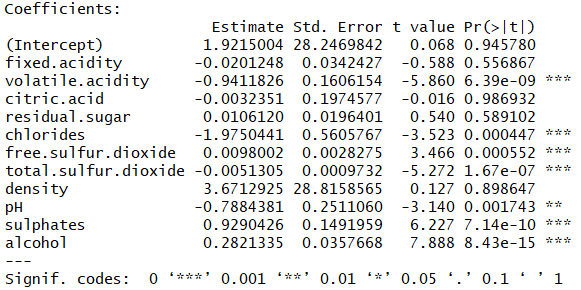 Coefficients:
Estimate Std. Error t value Pr(>|t|)
(Intercept) 1.9215004 28.2469842 0.068 0.945780
fixed.acidity -0.0201248 0.0342427 -0.588 0.556867
volatile.acidity -0.9411826 0.1606154 -5.860 6.39e-09 ***
citric.acid -0.0032351 0.1974577 -0.016 0.986932
residual.sugar 0.0106120 0.0196401 0.540 0.589102
chlorides -1.9750441 0.5605767 -3.523 0.000447 ***
free.sulfur.dioxide 0.0098002 0.0028275 3.466 0.000552 ***
total.sulfur.dioxide -0.0051305 0.0009732 -5.272 1.67e-07 ***
density 3.6712925 28.8158565 0.127 0.898647
pH -0.7884381 0.2511060 -3.140 0.001743 **
sulphates 0.9290426 0.1491959 6.227 7.14e-10 ***
alcohol 0.2821335 0.0357668 7.888 8.43e-15 ***
---
Signif. codes: 0 ‘***’ 0.001 ‘**’ 0.01 ‘*’ 0.05 ‘.’ 0.1 ‘ ’ 1